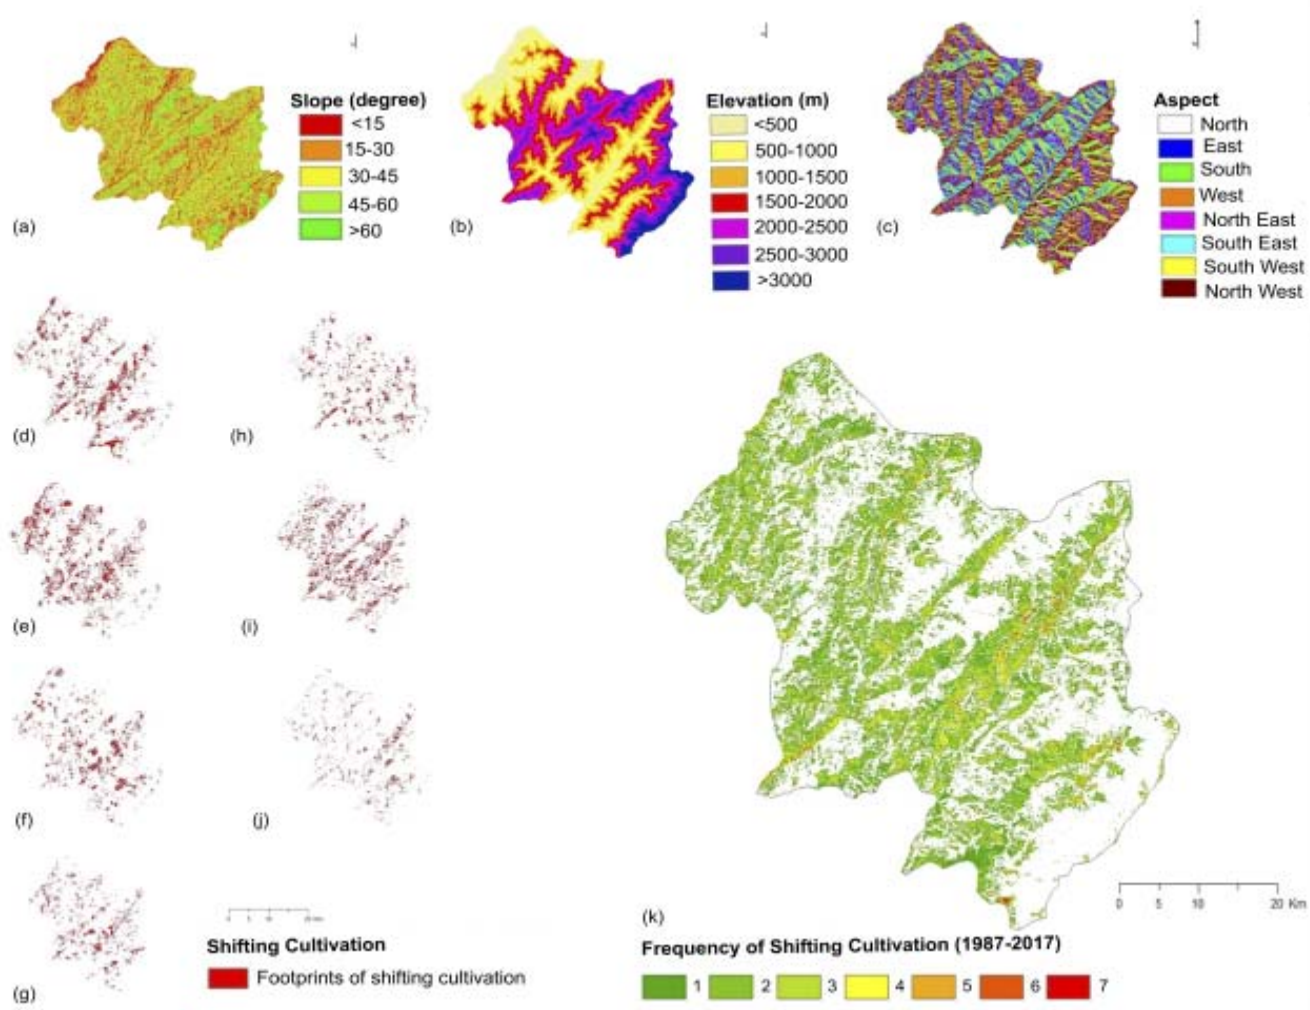 Slope (degree)
<15
15-30
30-45
45-60
>60
(a)
Elevation (m)
<500
500-1000
1000-1500
1500-2000
2000-2500
2500-3000
>3000
(b)
Aspect
North
East
South
West
North East
South East
South West
North West
(c)
(d)
(h)
(e)
(i)
(f)
(j)
(g)
Shifting Cultivation
Footprints of shifting cultivation
(k)
0 5 10 20 Km
Frequency of Shifting Cultivation (1987-2017)
1 2 3 4 5 6 7